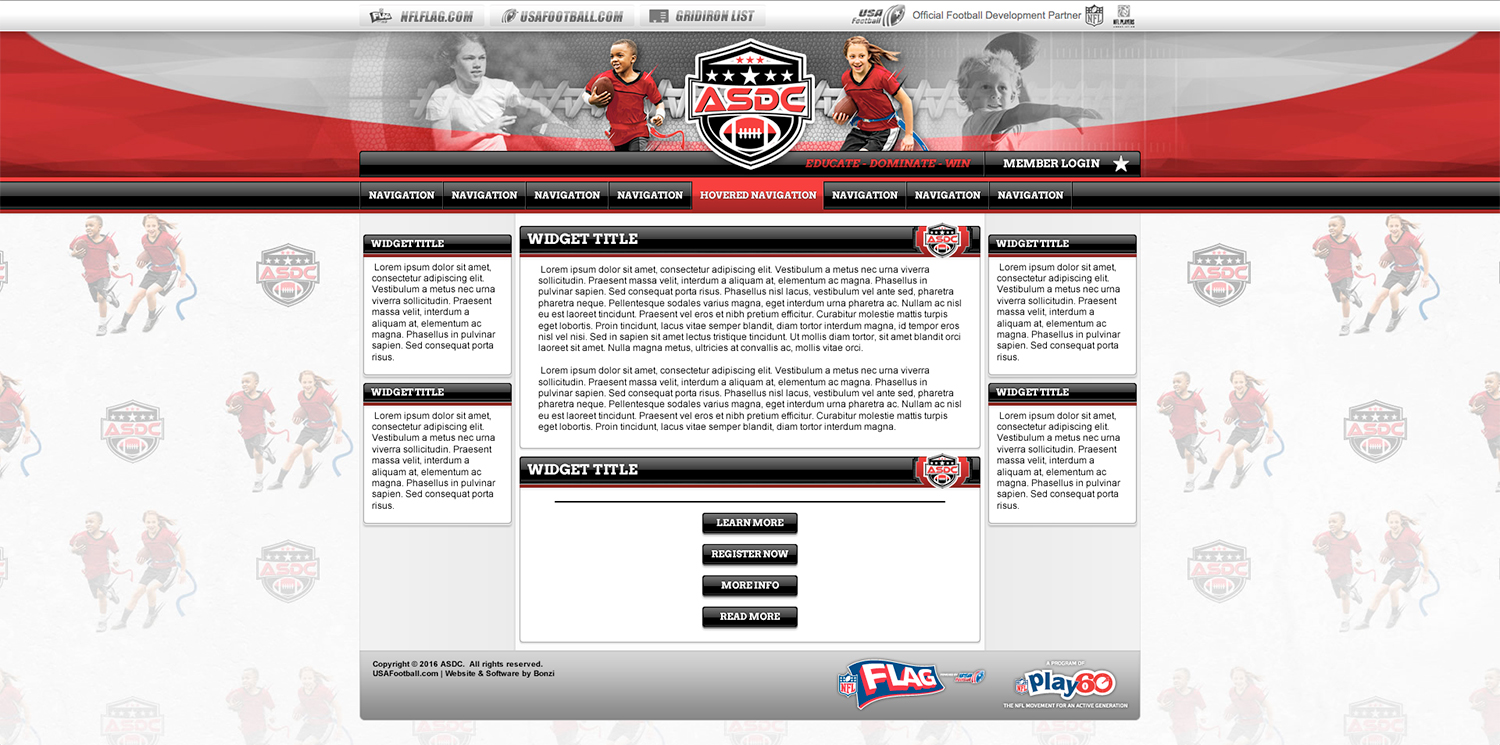 FLAG NFLFLAG.COM USAFOOTBALL.COM GRIDIRON LIST USA Football Official Football Development Partner NFL NFL PLAYERS
ASDC
EDUCATE - DOMINATE - WIN MEMBER LOGIN
NAVIGATION NAVIGATION NAVIGATION NAVIGATION HOVERED NAVIGATION NAVIGATION NAVIGATION NAVIGATION
WIDGET TITLE
Lorem ipsum dolor sit amet,
consectetur adipiscing elit.
Vestibulum a metus nec urna
viverra sollicitudin. Praesent
massa velit, interdum a
aliquam at, elementum ac
magna. Phasellus in pulvinar
sapien. Sed consequat porta
risus.
WIDGET TITLE
Lorem ipsum dolor sit amet,
consectetur adipiscing elit.
Vestibulum a metus nec urna
viverra sollicitudin. Praesent
massa velit, interdum a
aliquam at, elementum ac
magna. Phasellus in pulvinar
sapien. Sed consequat porta
risus.
WIDGET TITLE ASDC
Lorem ipsum dolor sit amet, consectetur adipiscing elit. Vestibulum a metus nec urna viverra
sollicitudin. Praesent massa velit, interdum a aliquam at, elementum ac magna. Phasellus in
pulvinar sapien. Sed consequat porta risus. Phasellus nisl lacus, vestibulum vel ante sed, pharetra
pharetra neque. Pellentesque sodales varius magna, eget interdum urna pharetra ac. Nullam ac nisl
eu est laoreet tincidunt. Praesent vel eros et nibh pretium efficitur. Curabitur molestie mattis turpis
eget lobortis. Proin tincidunt, lacus vitae semper blandit, diam tortor interdum magna, id tempor eros
nisl vel nisi. Sed in sapien sit amet lectus tristique tincidunt. Ut mollis diam tortor, sit amet blandit orci
laoreet sit amet. Nulla magna metus, ultricies at convallis ac, mollis vitae orci.
Lorem ipsum dolor sit amet, consectetur adipiscing elit. Vestibulum a metus nec urna viverra
sollicitudin. Praesent massa velit, interdum a aliquam at, elementum ac magna. Phasellus in
pulvinar sapien. Sed consequat porta risus. Phasellus nisl lacus, vestibulum vel ante sed, pharetra
pharetra neque. Pellentesque sodales varius magna, eget interdum urna pharetra ac. Nullam ac nisl
eu est laoreet tincidunt. Praesent vel eros et nibh pretium efficitur. Curabitur molestie mattis turpis
eget lobortis. Proin tincidunt, lacus vitae semper blandit, diam tortor interdum magna.
WIDGET TITLE ASDC
LEARN MORE
REGISTER NOW
MORE INFO
READ MORE
WIDGET TITLE
Lorem ipsum dolor sit amet,
consectetur adipiscing elit.
Vestibulum a metus nec urna
viverra sollicitudin. Praesent
massa velit, interdum a
aliquam at, elementum ac
magna. Phasellus in pulvinar
sapien. Sed consequat porta
risus.
WIDGET TITLE
Lorem ipsum dolor sit amet,
consectetur adipiscing elit.
Vestibulum a metus nec urna
viverra sollicitudin. Praesent
massa velit, interdum a
aliquam at, elementum ac
magna. Phasellus in pulvinar
sapien. Sed consequat porta
risus.
ASDC
ASDC
ASDC
ASDC
ASDC
ASDC
Copyright © 2016 ASDC. All rights reserved.
USAFootball.com | Website & Software by Bonzi
NFL FLAG
A PROGRAM OF
NFL Play60
THE NFL MOVEMENT FOR AN ACTIVE GENERATION